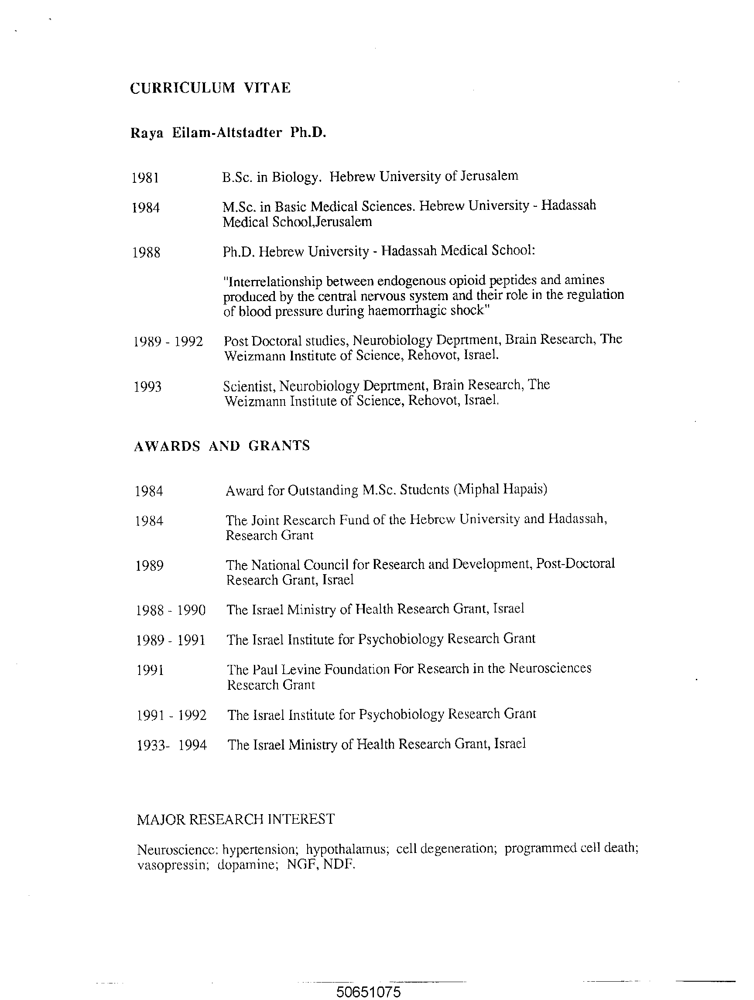 CURRICULUM VITAE
Raya Eilam-Altstadter Ph.D.
1981 B.Sc. in Biology. Hebrew University of Jerusalem
1984 M.Sc. in Basic Medical Sciences. Hebrew University - Hadassah
Medical School,Jerusalem
1988 Ph.D. Hebrew University - Hadassah Medical School:
"Interrelationship between endogenous opioid peptides and amines
produced by the central nervous system and their role in the regulation
of blood pressure during haemorrhagic shock"
1989 - 1992 Post Doctoral studies, Neurobiology Deprtment, Brain Research, The
Weizmann Institute of Science, Rehovot, Israel.
1993 Scientist, Neurobiology Deprtment, Brain Research, The
Weizmann Institute of Science, Rehovot, Israel.
AWARDS AND GRANTS
1984 Award for Outstanding M.Sc. Students (Miphal Hapais)
1984 The Joint Research Fund of the Hebrew University and Hadassah,
Research Grant
1989 The National Council for Research and Development, Post-Doctoral
Research Grant, Israel
1988 - 1990 The Israel Ministry of Health Research Grant, Israel
1989 - 1991 The Israel Institute for Psychobiology Research Grant
1991 The Paul Levine Foundation For Research in the Neurosciences
Research Grant
1991 - 1992 The Israel Institute for Psychobiology Research Grant
1933- 1994 The Israel Ministry of Health Research Grant, Israel
MAJOR RESEARCH INTEREST
Neuroscience: hypertension; hypothalamus; cell degeneration; programmed cell death;
vasopressin; dopamine; NGF, NDF.
50651075